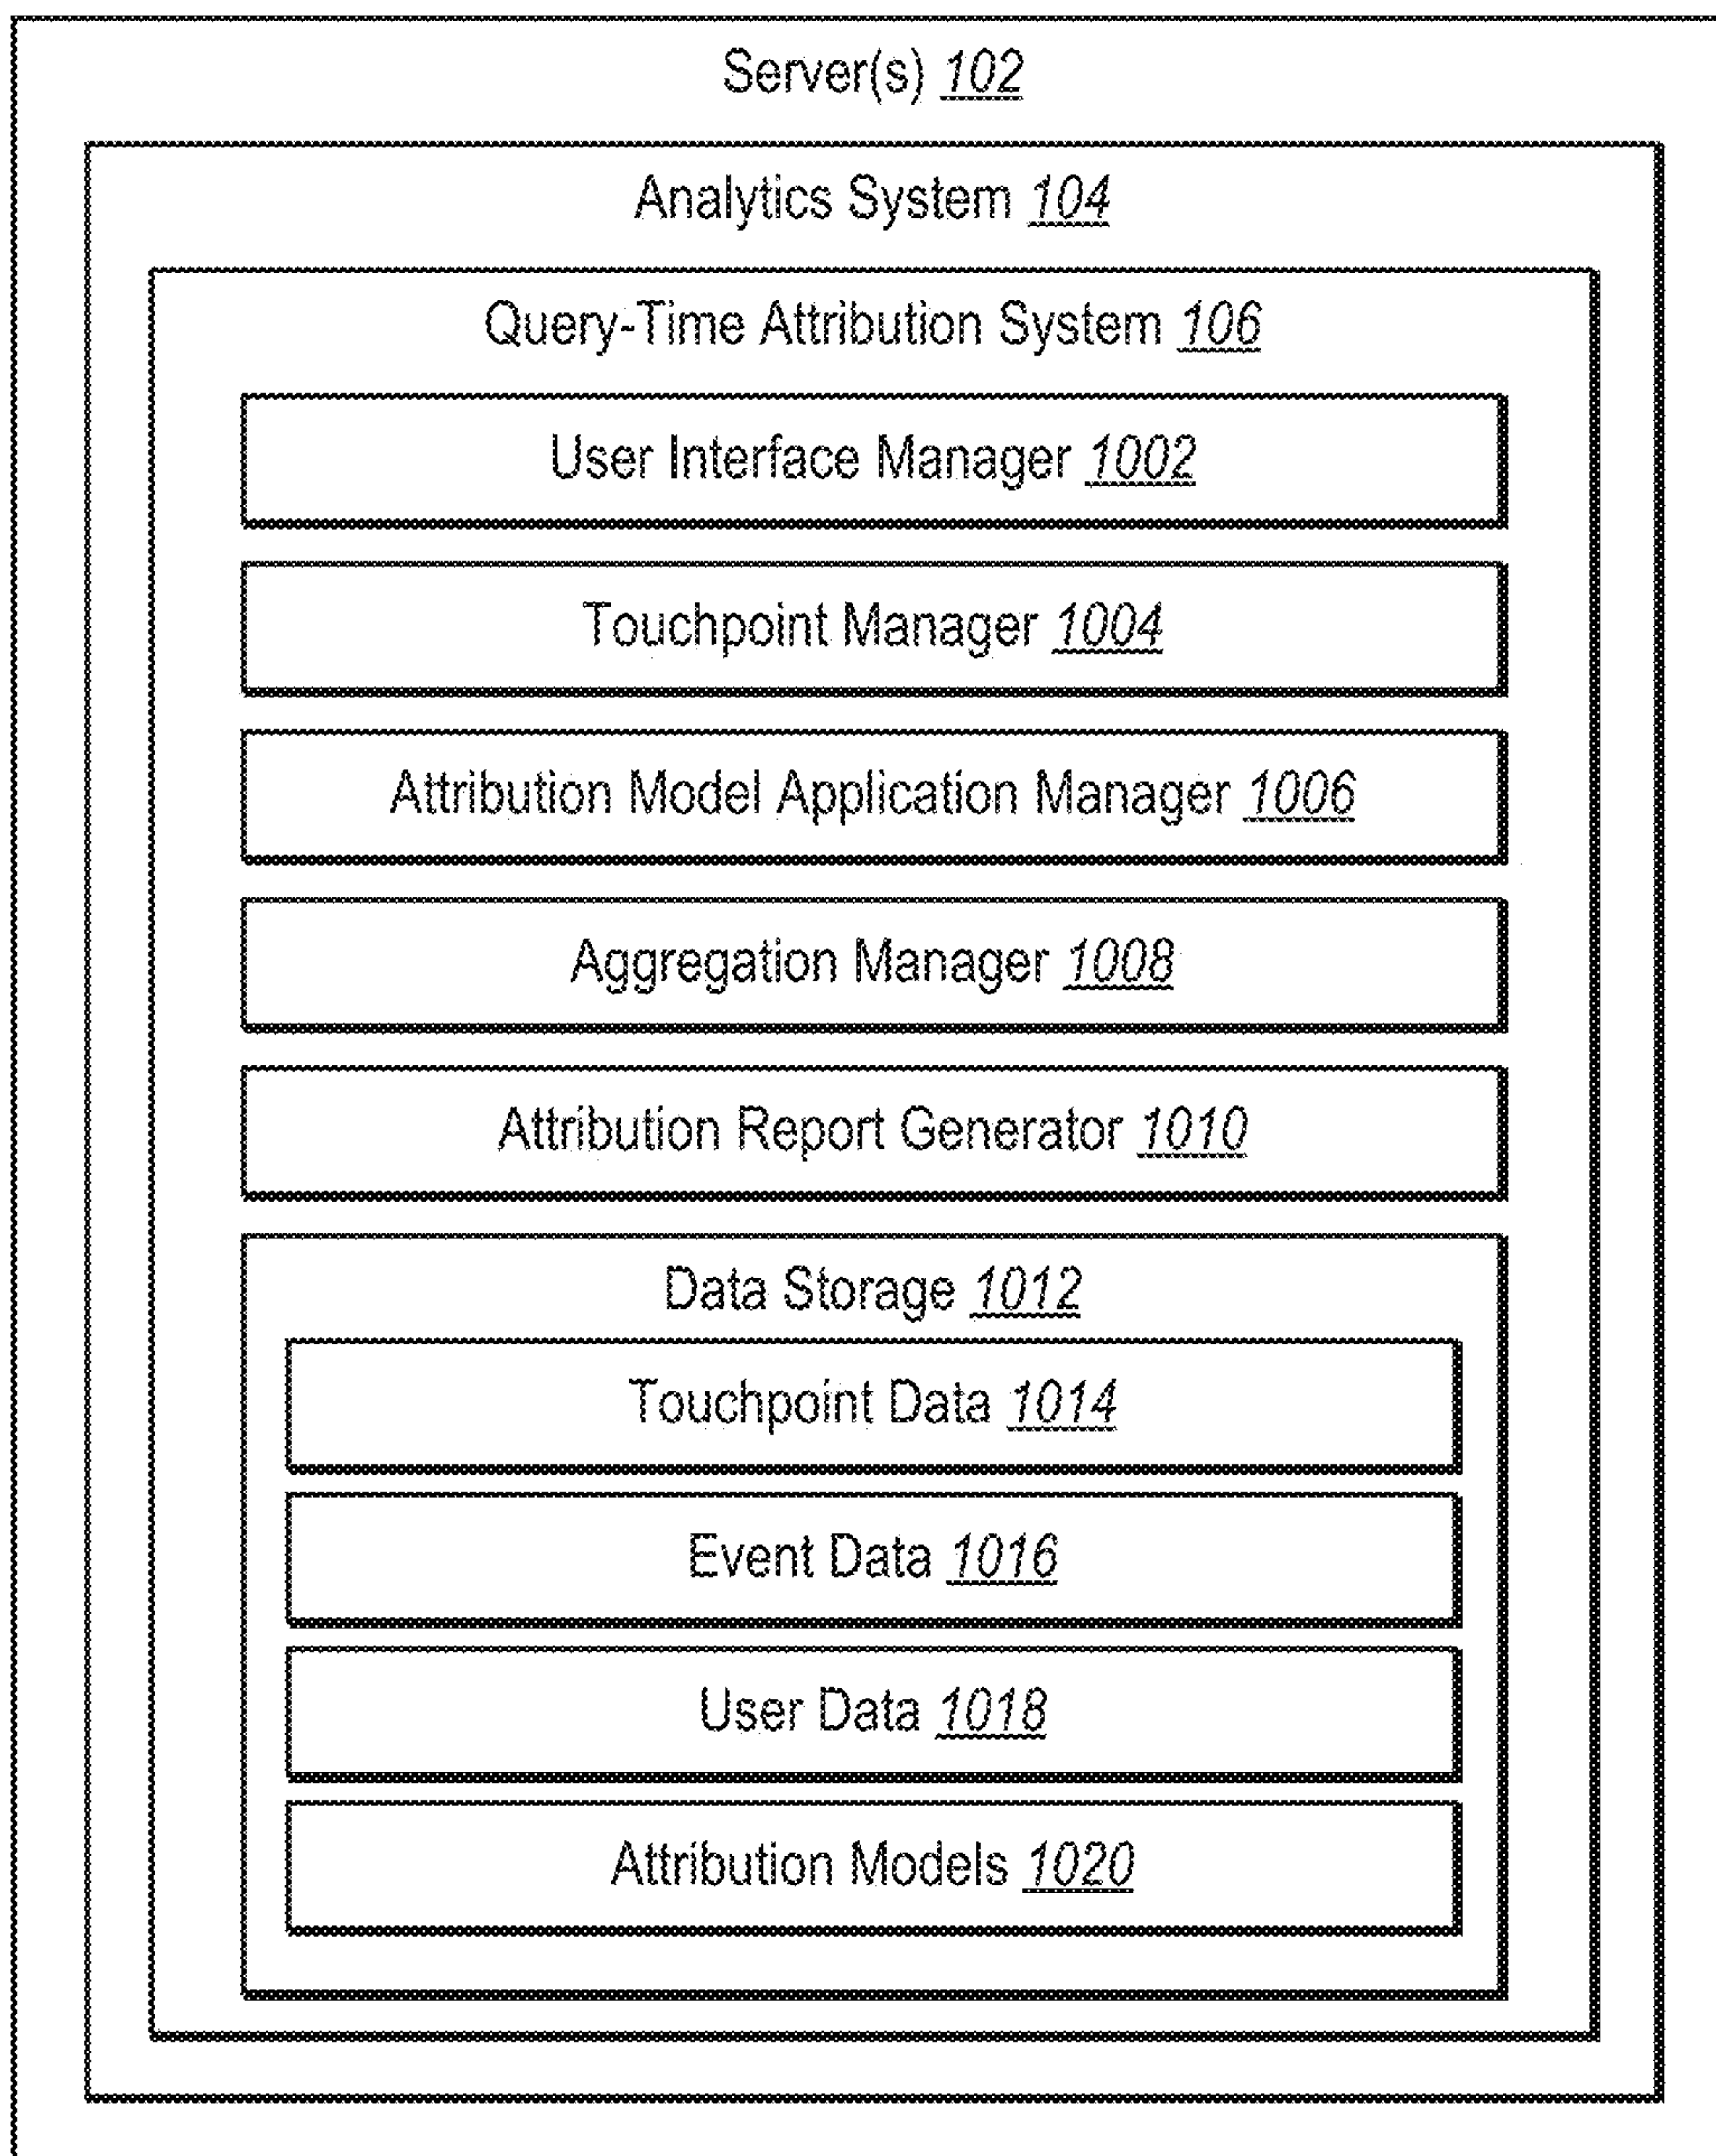 Server(s) 102
Analytics System 104
Query-Time Attribution System 106
User Interface Manager 1002
Touchpoint Manager 1004
Attribution Model Application Manager 1006
Aggregation Manager 1008
Attribution Report Generator 1010
Data Storage 1012
Touchpoint Data 1014
Event Data 1016
User Data 1018
Attribution Models 1020